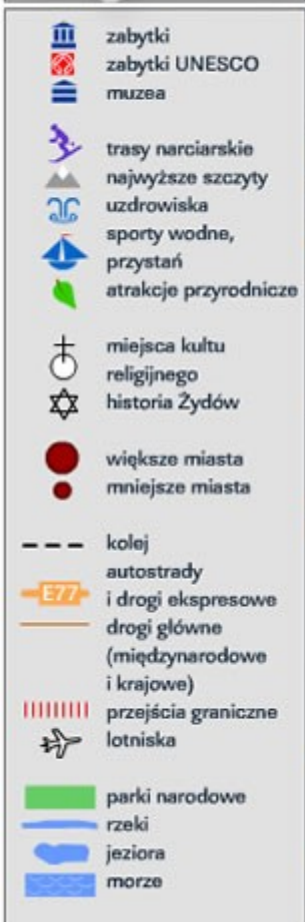 zabytki
zabytki UNESCO
muzea
trasy narciarskie
najwyższe szczyty
uzdrowiska
sporty wodne,
przystań
atrakcje przyrodnicze
miejsca kultu
religijnego
historia Żydów
większe miasta
mniejsze miasta
kolej
autostrady
E77 i drogi ekspresowe
drogi główne
(międzynarodowe
i krajowe)
przejścia graniczne
lotniska
parki narodowe
rzeki
jeziora
morze